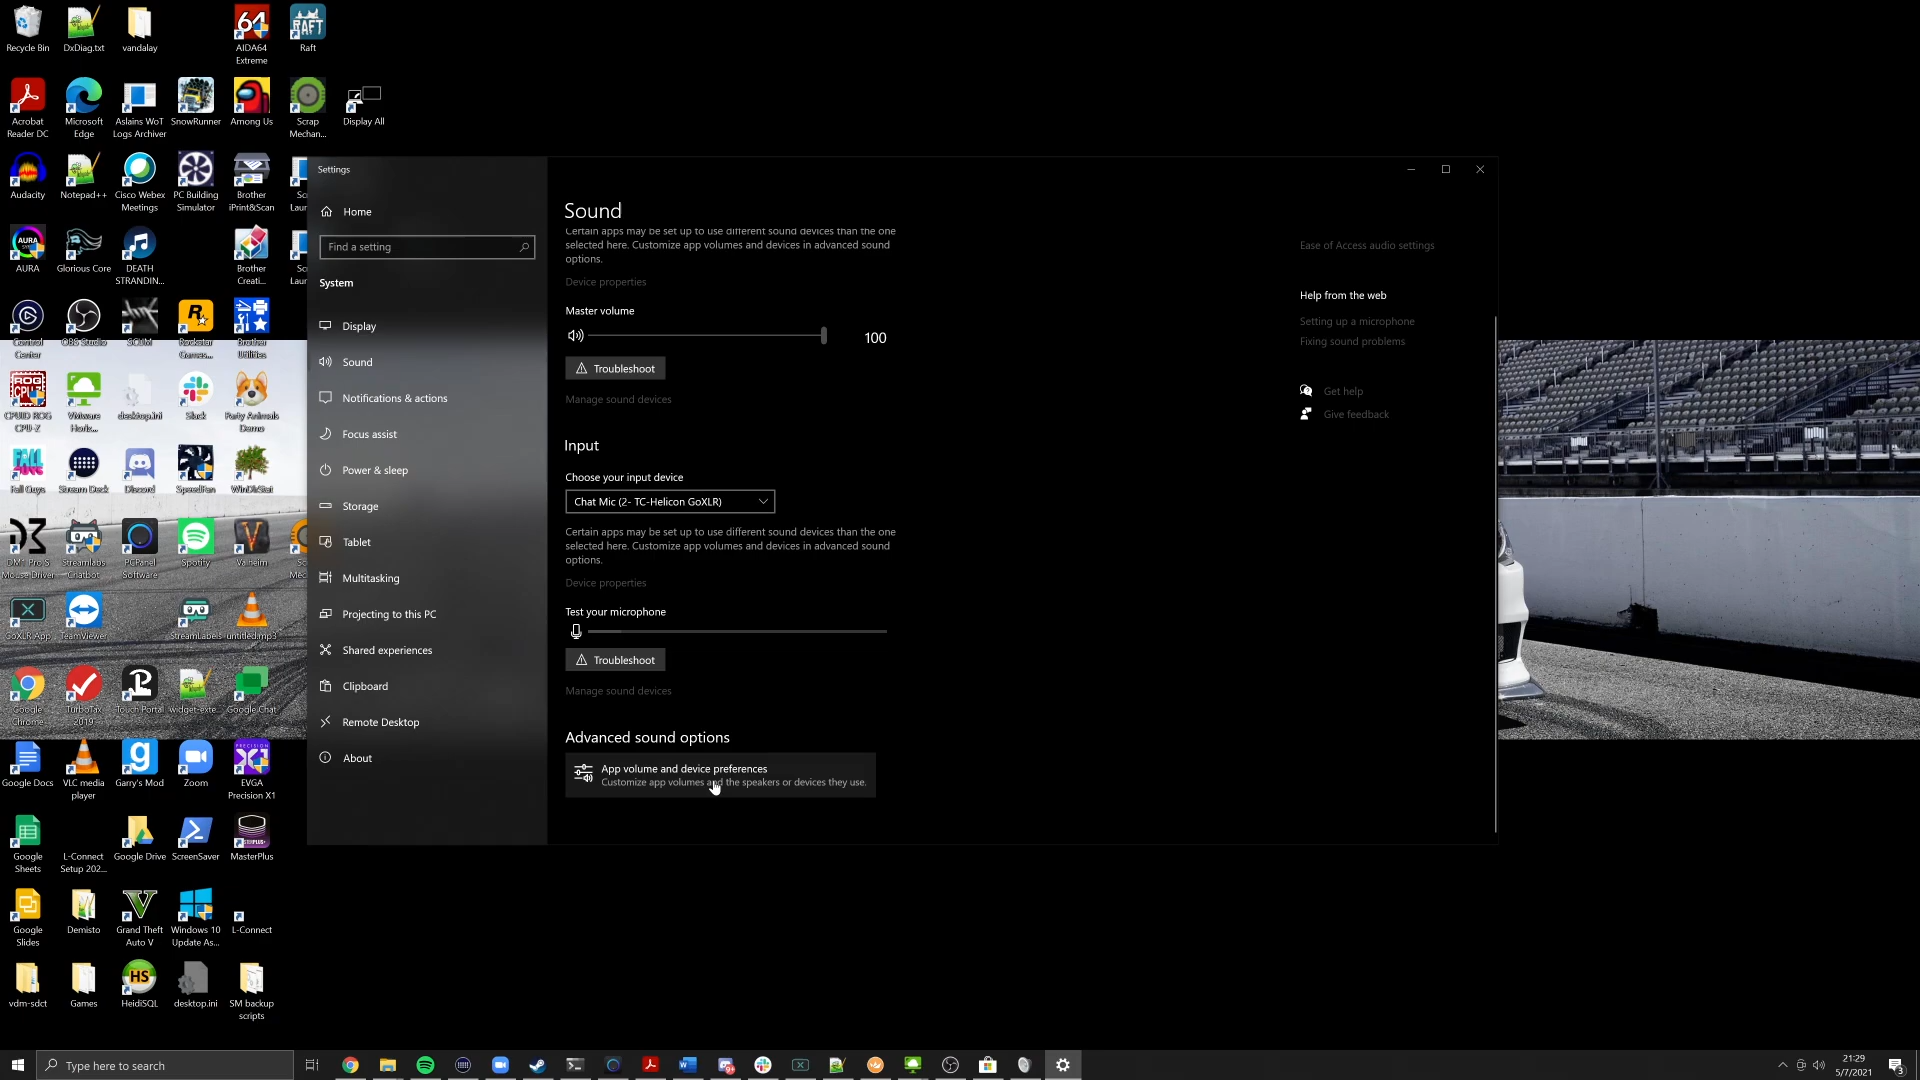 Recycle Bin
DxDiag.txt
vandalay
AIDA64
Extreme
Raft
Acrobat
Reader DC
Microsoft
Edge
Aslains WoT
Logs Archiver
SnowRunner
Among Us
Scrap
Mechan...
Display All
Audacity
Notepad++
Cisco Webex
Meetings
PC Building
Simulator
Brother
iPrint&Scan
AURA
Glorious Core
DEATH
STRANDIN...
Brother
Creati...
Control
Center
OBS Studio
SCUM
Rockstar
Games...
Brother
Utilities
CPUID ROG
CPU-Z
VMware
Horiz...
desktop.ini
Slack
Party Animals
Demo
Fall Guys
Stream Deck
Discord
SpeedFan
WinDirStat
DM1 Pro S
Mouse Driver
Streamlabs
Chatbot
PCPanel
Software
Spotify
Valheim
GoXLR App
TeamViewer
StreamLabels
untitled.mp3
Google
Chrome
TurboTax
2019
Touch Portal
widget-exte...
Google Chat
Google Docs
VLC media
player
Garry's Mod
Zoom
EVGA
Precision X1
Google
Sheets
L-Connect
Setup 202...
Google Drive
ScreenSaver
MasterPlus
Google
Slides
Demisto
Grand Theft
Auto V
Windows 10
Update As...
L-Connect
vdm-sdct
Games
HeidiSQL
desktop.ini
SM backup
scripts
Settings
Home
Find a setting
System
Display
Sound
Notifications & actions
Focus assist
Power & sleep
Storage
Tablet
Multitasking
Projecting to this PC
Shared experiences
Clipboard
Remote Desktop
About
Sound
Certain apps may be set up to use different sound devices than the one
selected here. Customize app volumes and devices in advanced sound
options.
Device properties
Master volume
100
Troubleshoot
Manage sound devices
Input
Choose your input device
Chat Mic (2- TC-Helicon GoXLR)
Certain apps may be set up to use different sound devices than the one
selected here. Customize app volumes and devices in advanced sound
options.
Device properties
Test your microphone
Troubleshoot
Manage sound devices
Advanced sound options
App volume and device preferences
Customize app volumes and the speakers or devices they use.
Ease of Access audio settings
Help from the web
Setting up a microphone
Fixing sound problems
Get help
Give feedback
Type here to search
21:29
5/7/2021
3